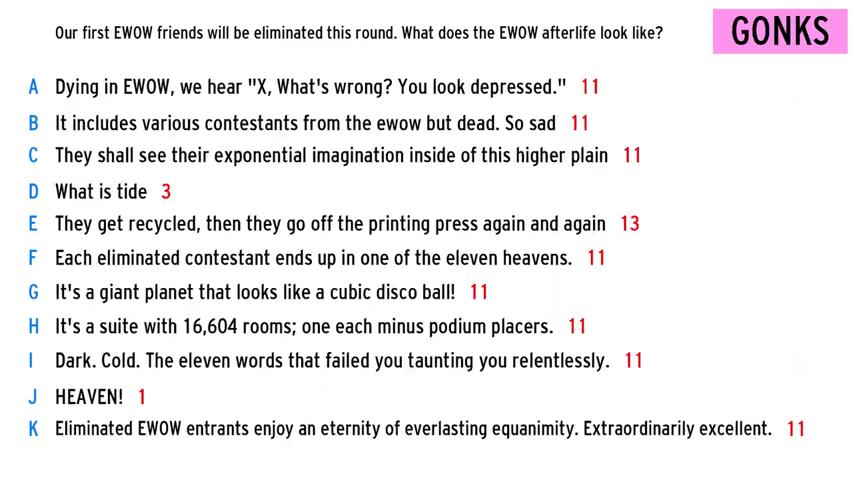 Our first EWOW friends will be eliminated this round. What does the EWOW afterlife look like?
GONKS
A Dying in EWOW, we hear "X, What's wrong? You look depressed." 11
B It includes various contestants from the ewow but dead. So sad 11
C They shall see their exponential imagination inside of this higher plain 11
D What is tide 3
E They get recycled, then they go off the printing press again and again 13
F Each eliminated contestant ends up in one of the eleven heavens. 11
G It's a giant planet that looks like a cubic disco ball! 11
H It's a suite with 16,604 rooms; one each minus podium placers. 11
I Dark. Cold. The eleven words that failed you taunting you relentlessly. 11
J HEAVEN! 1
K Eliminated EWOW entrants enjoy an eternity of everlasting equanimity. Extraordinarily excellent. 11